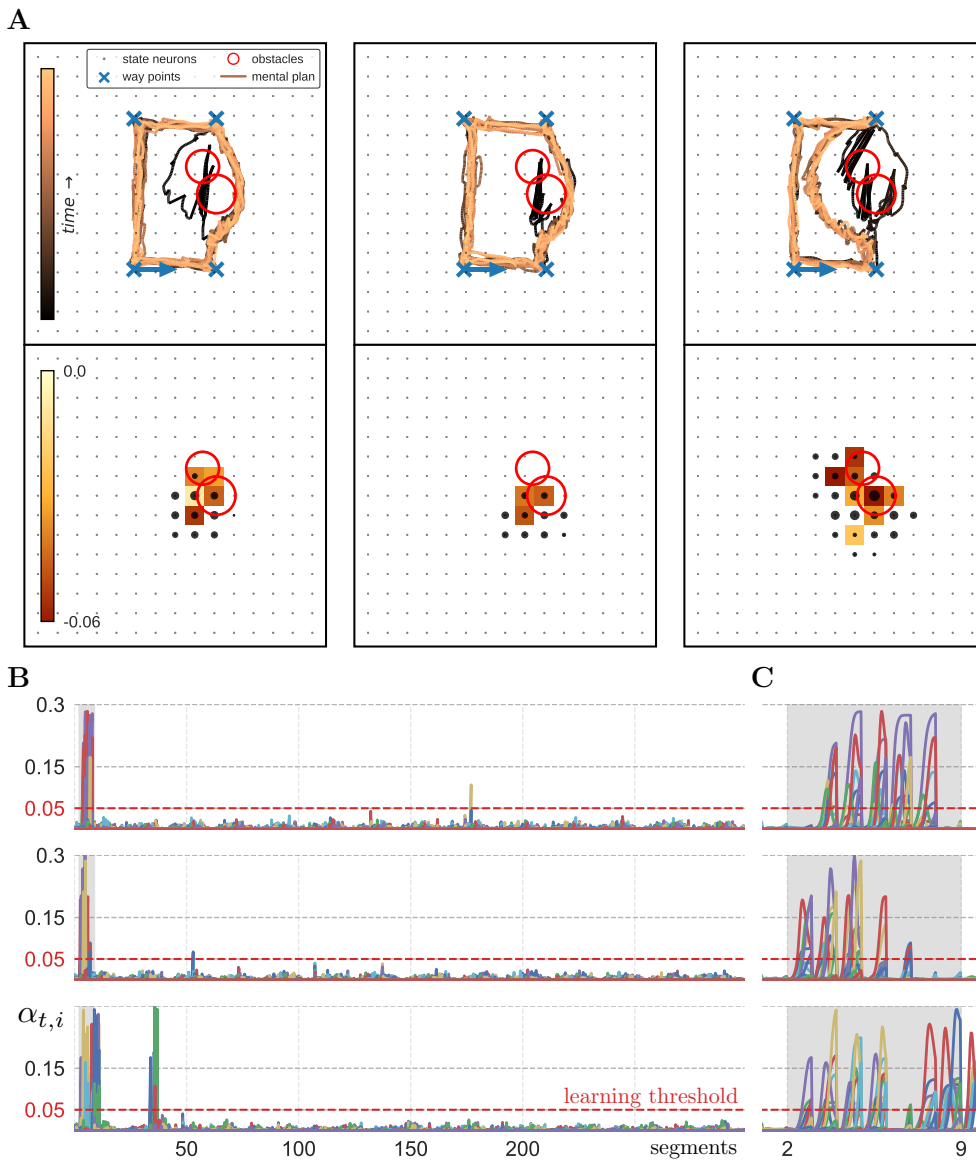 A
state neurons
obstacles
way points
mental plan
time →
0.0
-0.06
B
C
0.3
0.15
0.05
0.3
0.15
0.05
αt,i
0.15
learning threshold
0.05
50
100
150
200
segments
2
9